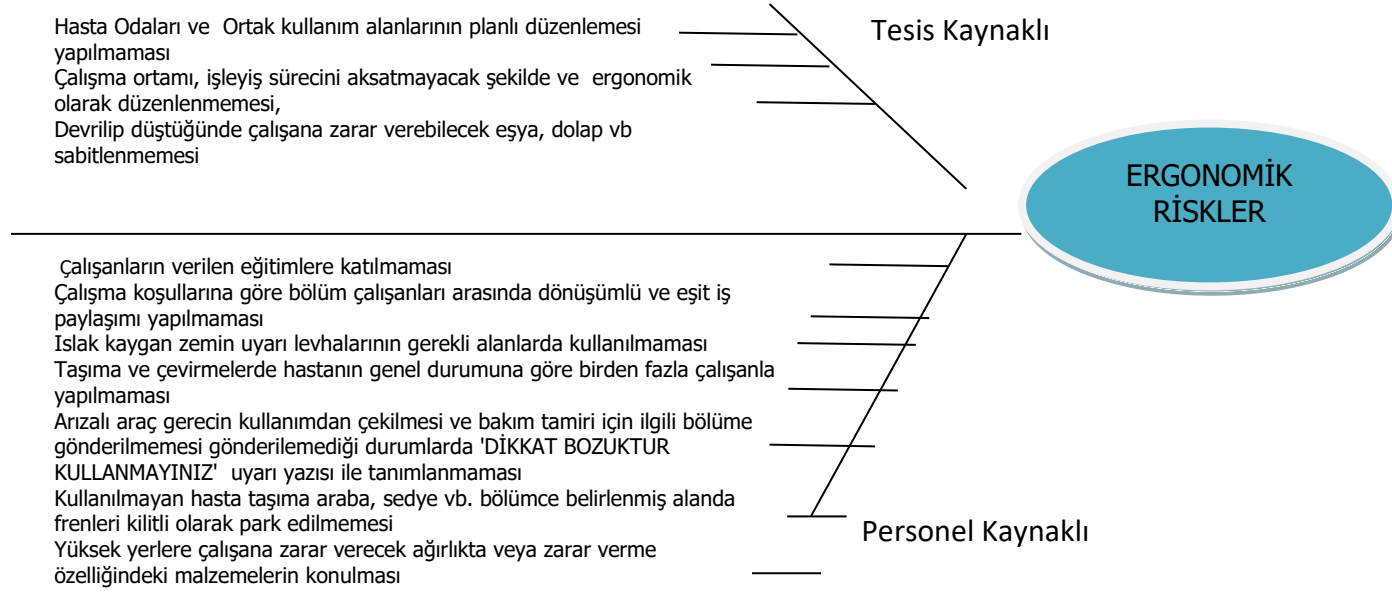 Hasta Odaları ve Ortak kullanım alanlarının planlı düzenlemesi
yapılmaması
Çalışma ortamı, işleyiş sürecini aksatmayacak şekilde ve ergonomik
olarak düzenlenmemesi,
Devrilip düştüğünde çalışana zarar verebilecek eşya, dolap vb
sabitlenmemesi
Tesis Kaynaklı
ERGONOMİK
RİSKLER
Çalışanların verilen eğitimlere katılmaması
Çalışma koşullarına göre bölüm çalışanları arasında dönüşümlü ve eşit iş
paylaşımı yapılmaması
Islak kaygan zemin uyarı levhalarının gerekli alanlarda kullanılmaması
Taşıma ve çevirmelerde hastanın genel durumuna göre birden fazla çalışanla
yapılmaması
Arızalı araç gerecin kullanımdan çekilmesi ve bakım tamiri için ilgili bölüme
gönderilmemesi gönderilemediği durumlarda 'DİKKAT BOZUKTUR
KULLANMAYINIZ' uyarı yazısı ile tanımlanmaması
Kullanılmayan hasta taşıma araba, sedye vb. bölümce belirlenmiş alanda
frenleri kilitli olarak park edilmemesi
Yüksek yerlere çalışana zarar verecek ağırlıkta veya zarar verme
özelliğindeki malzemelerin konulması
Personel Kaynaklı